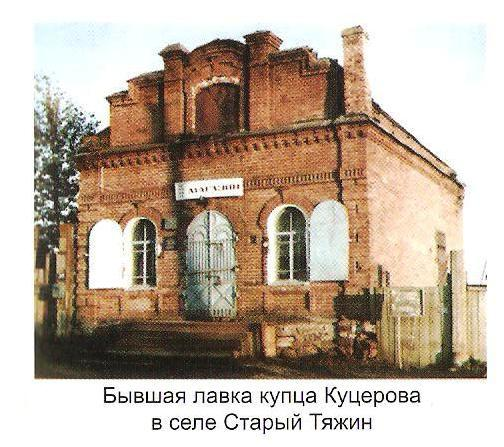 МАГАЗИН
Бывшая лавка купца Куцерова
в селе Старый Тяжин